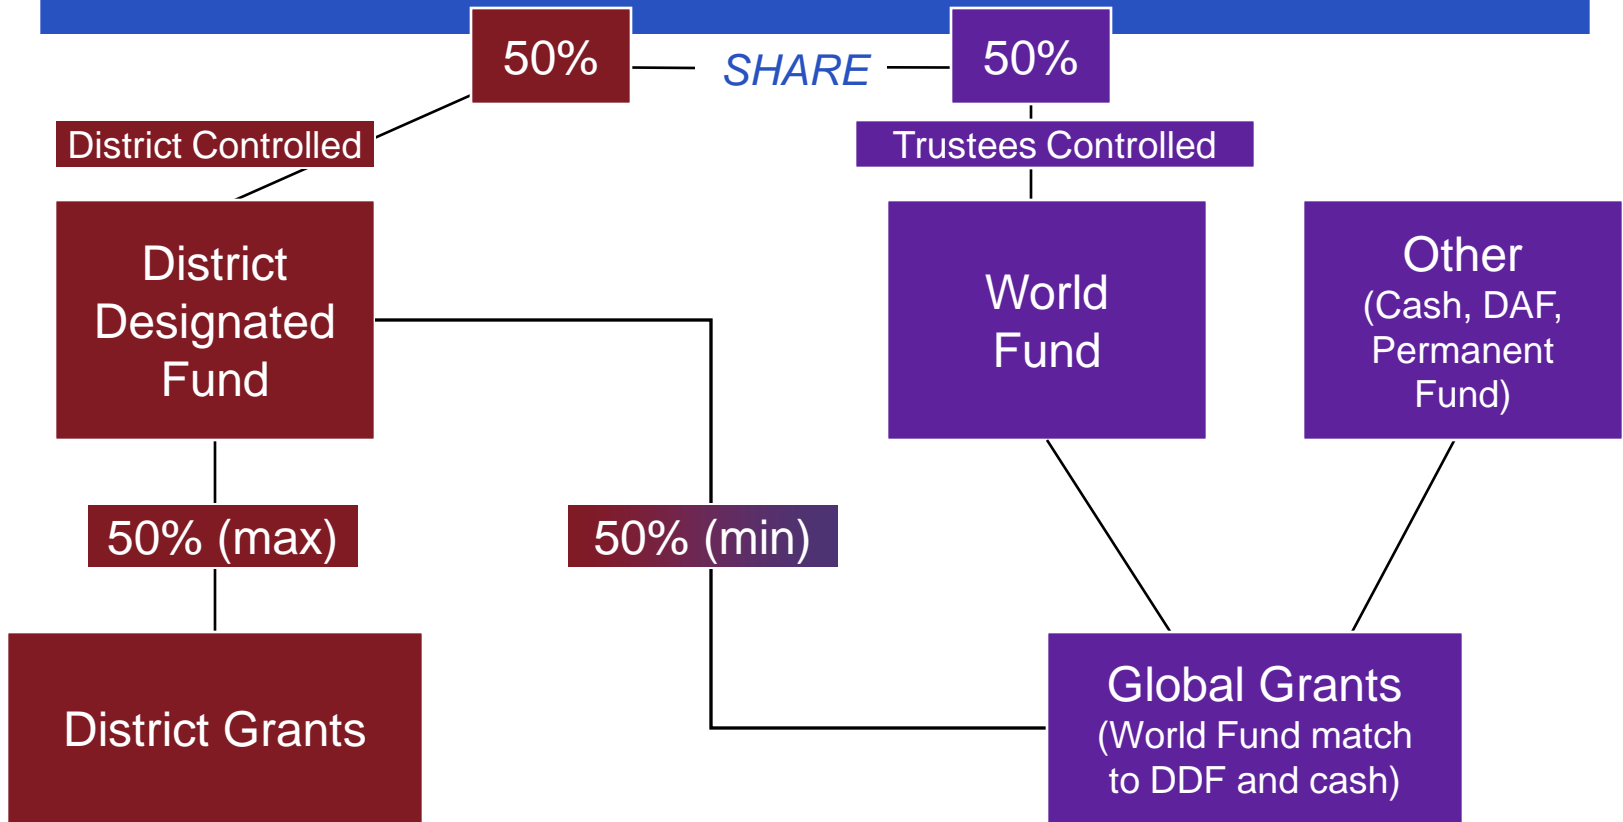 50%
SHARE
50%
District Controlled
Trustees Controlled
District
Designated
Fund
World
Fund
Other
(Cash, DAF,
Permanent
Fund)
50% (max)
50% (min)
District Grants
Global Grants
(World Fund match
to DDF and cash)